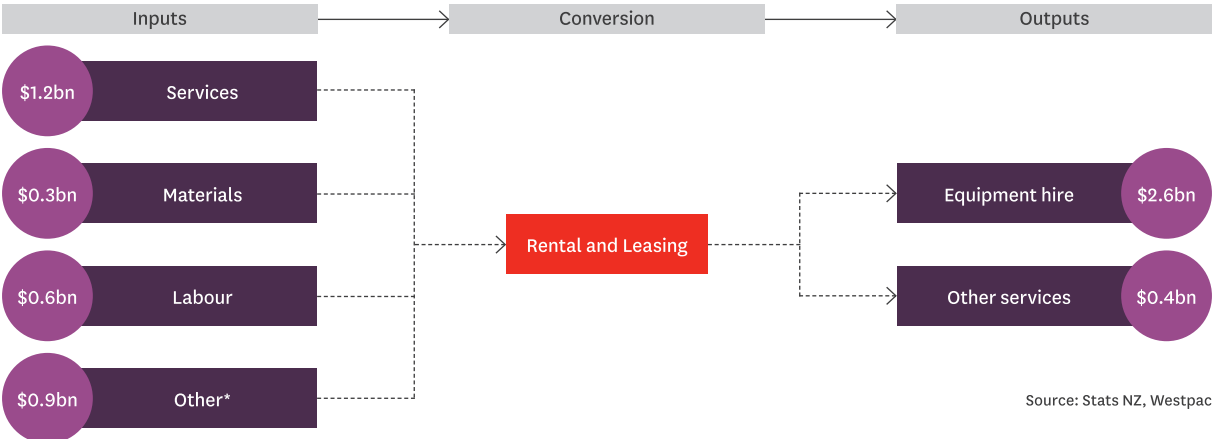 Inputs
Conversion
Outputs
$1.2bn
Services
$0.3bn
Materials
Equipment hire
$2.6bn
Rental and Leasing
$0.6bn
Labour
Other services
$0.4bn
$0.9bn
Other*
Source: Stats NZ, Westpac